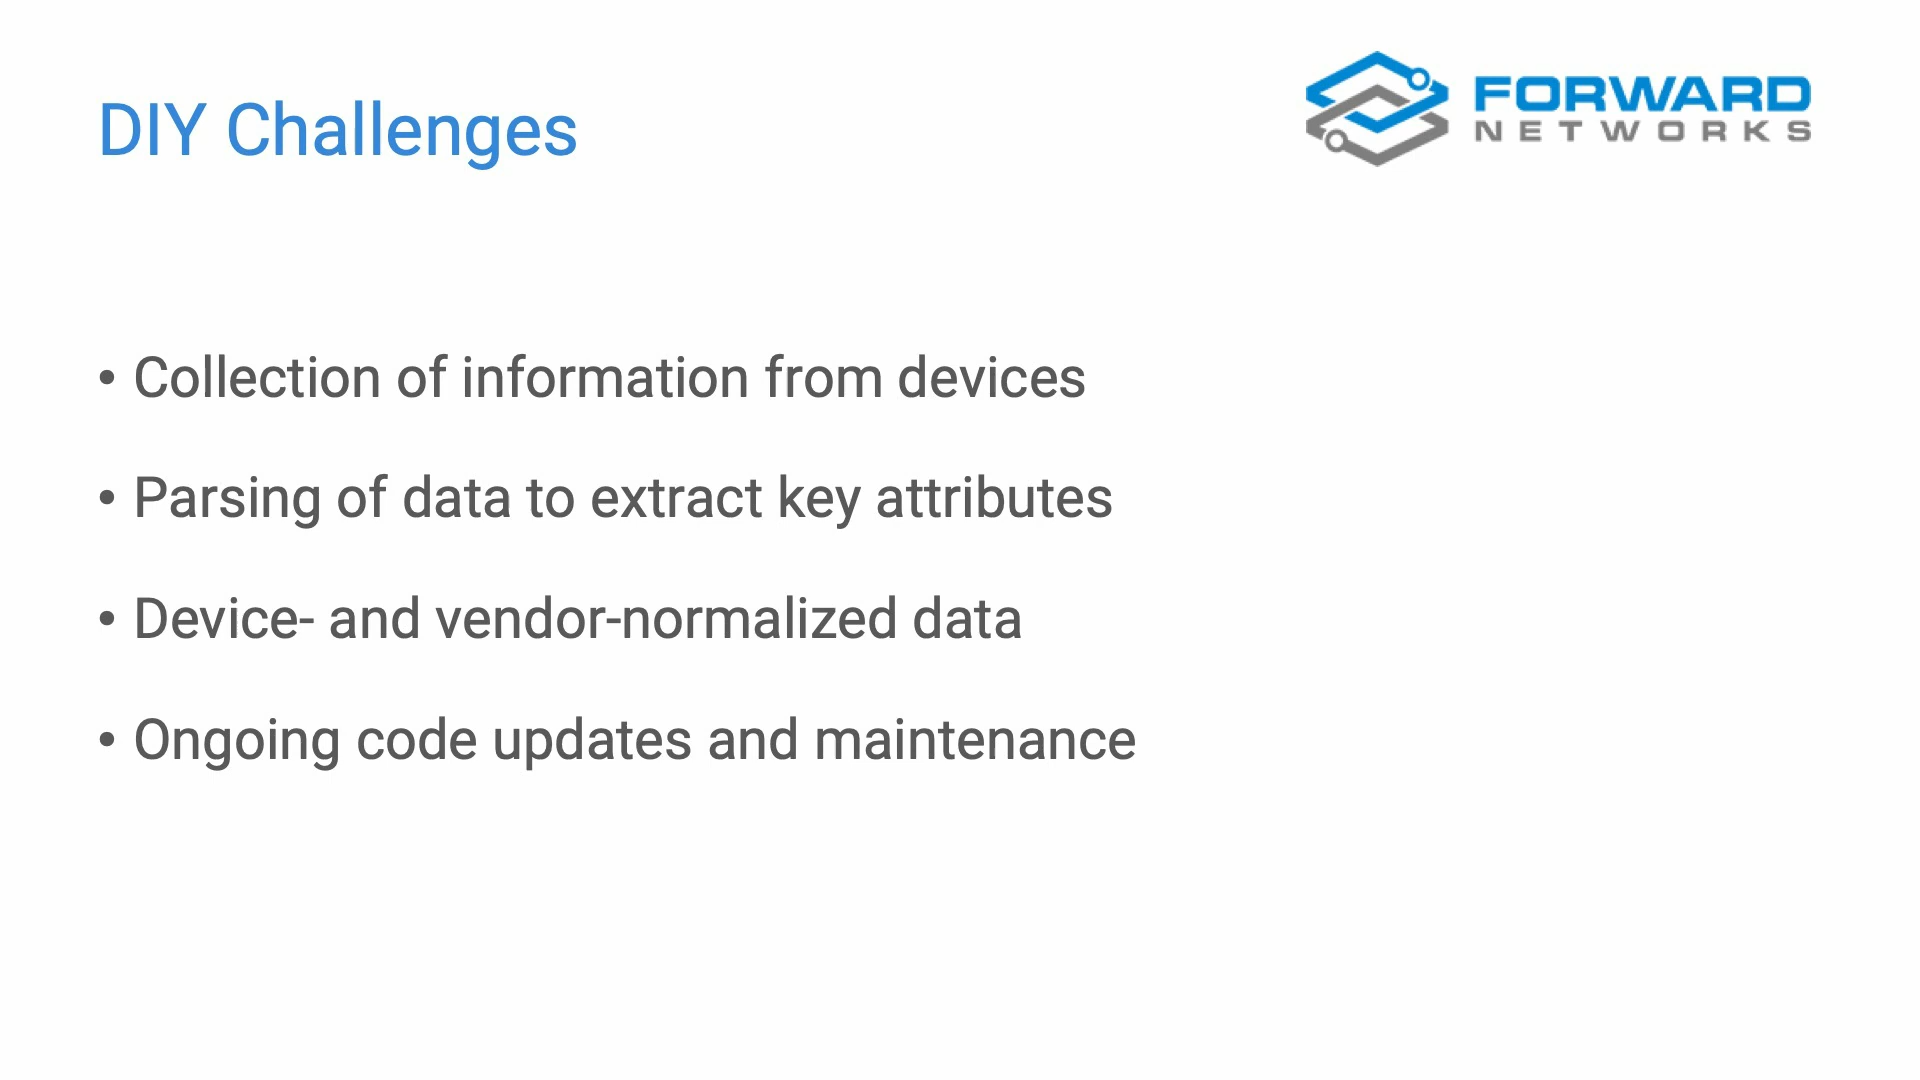 DIY Challenges
FORWARD
NETWORKS
• Collection of information from devices
• Parsing of data to extract key attributes
• Device- and vendor-normalized data
• Ongoing code updates and maintenance